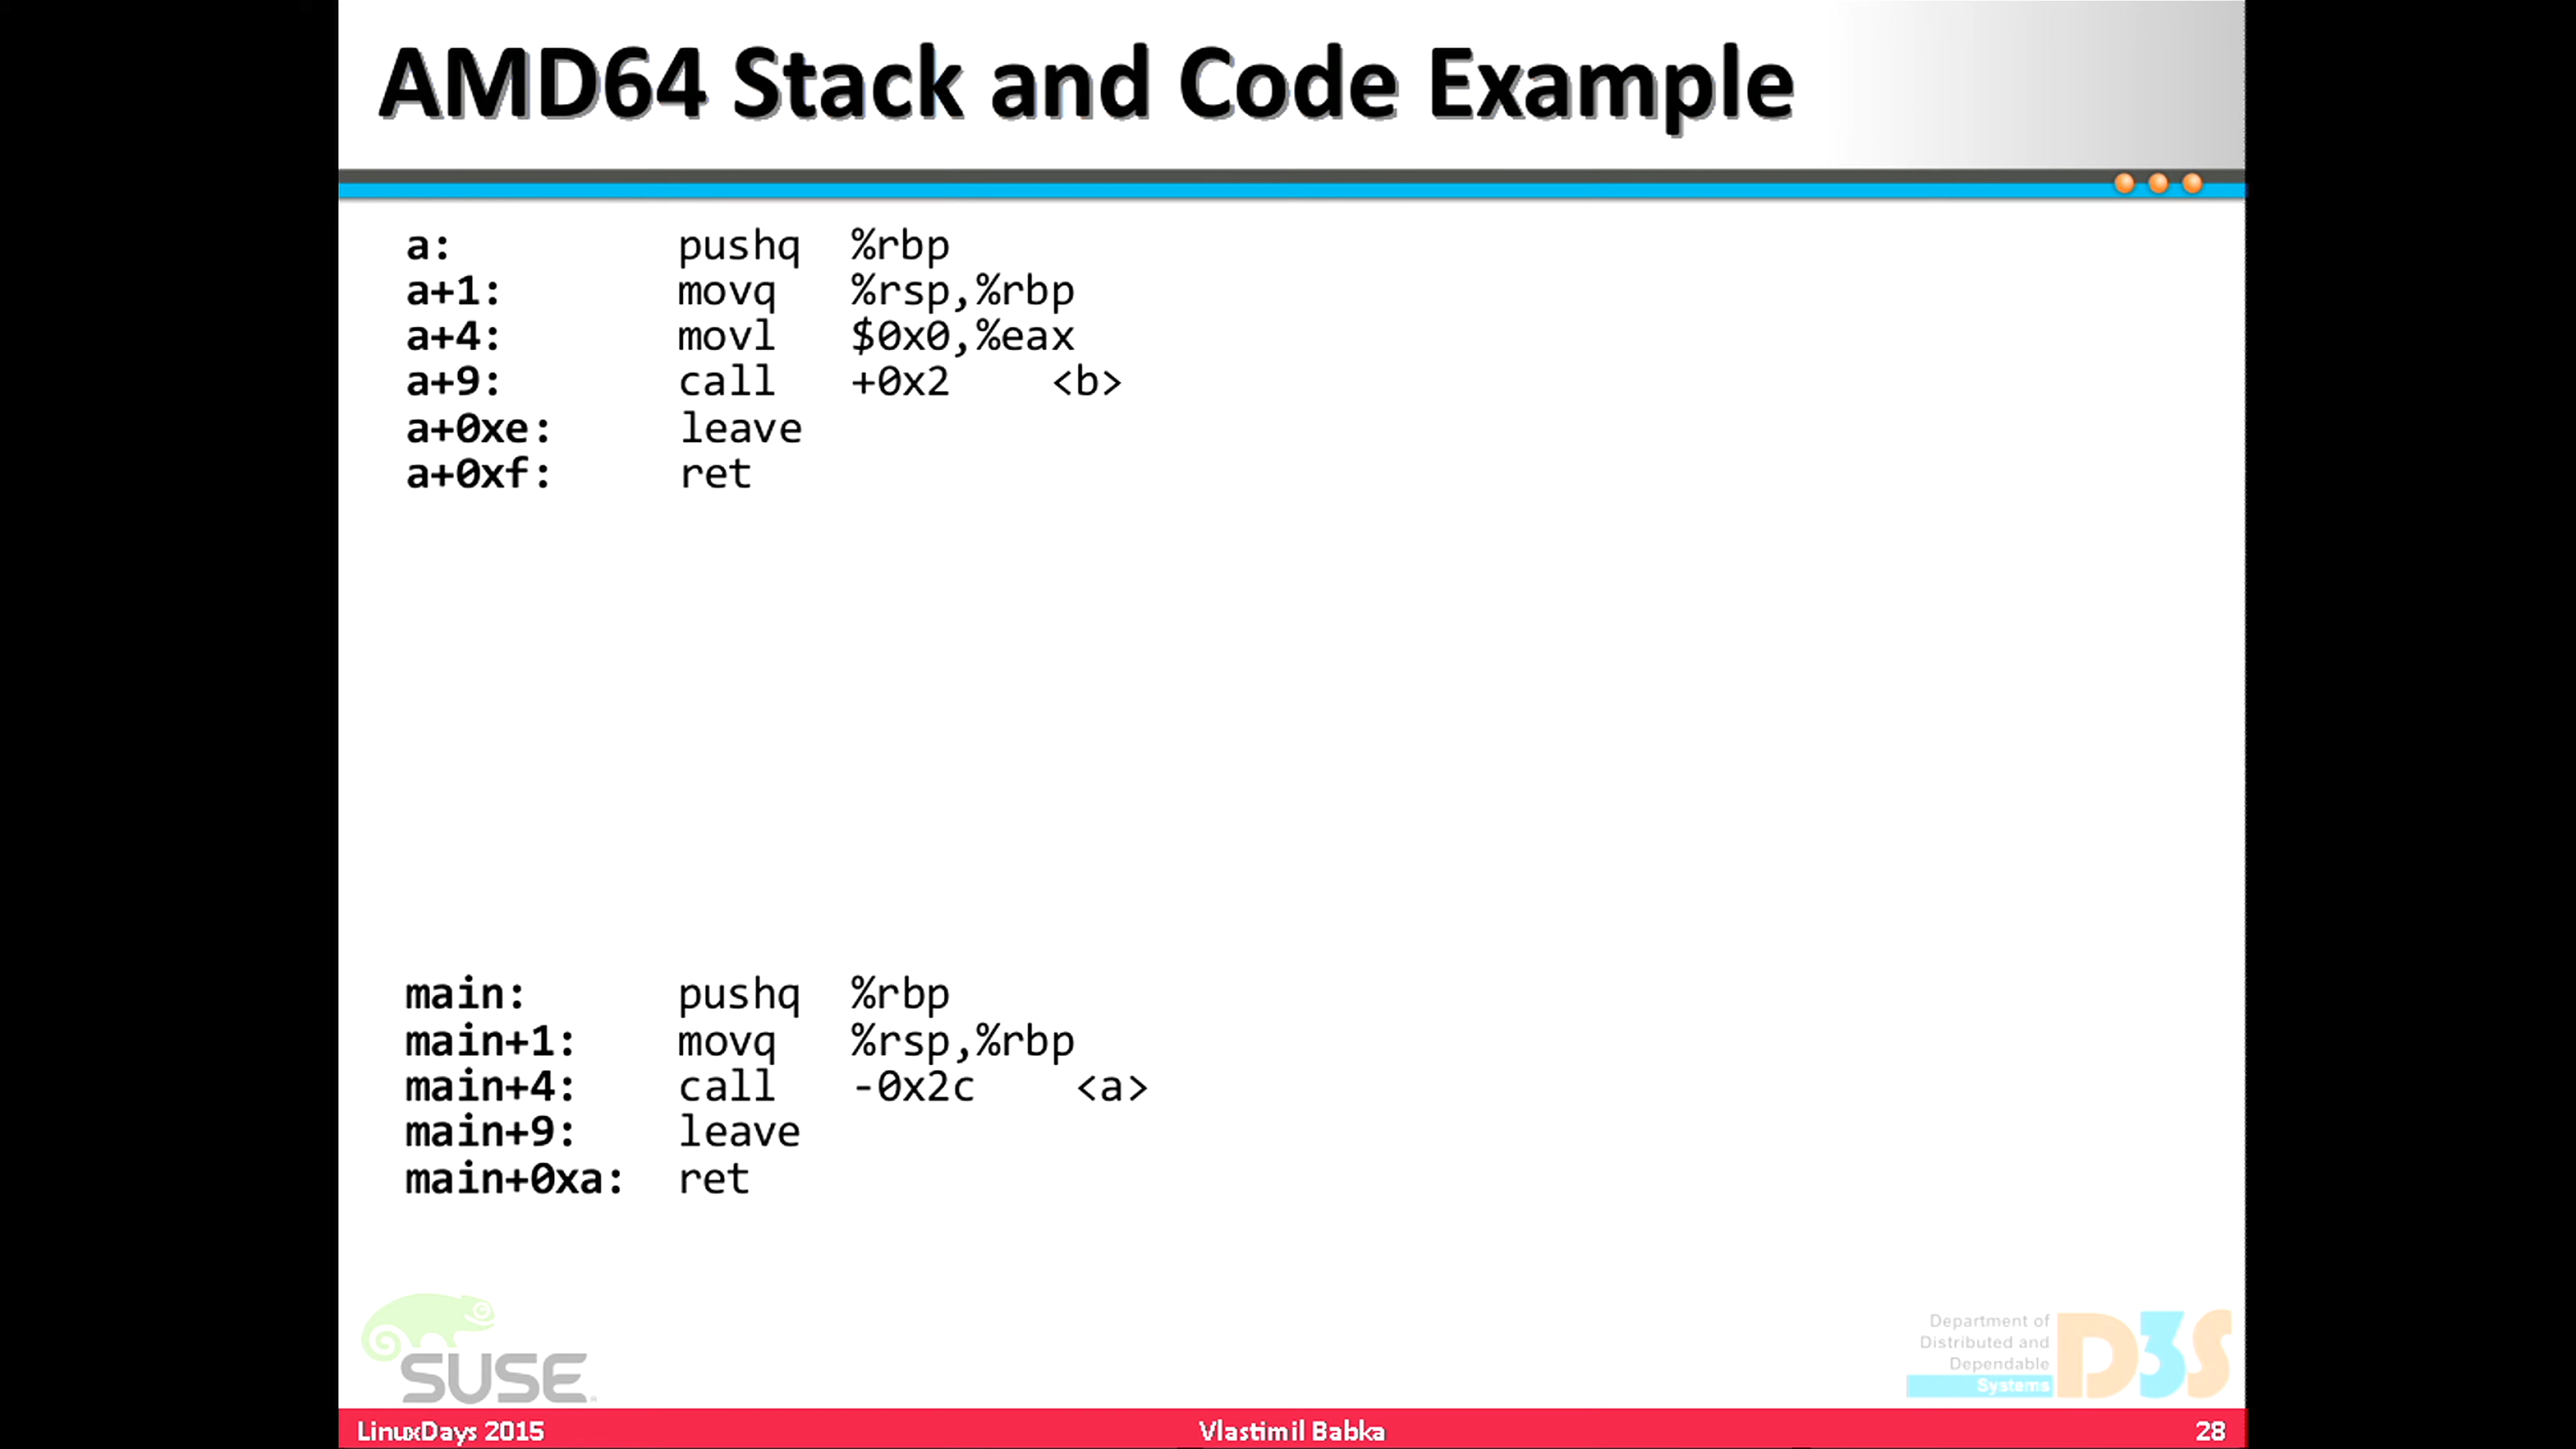 AMD64 Stack and Code Example
a: pushq %rbp
a+1: movq %rsp,%rbp
a+4: movl $0x0,%eax
a+9: call +0x2 <b>
a+0xe: leave
a+0xf: ret
main: pushq %rbp
main+1: movq %rsp,%rbp
main+4: call -0x2c <a>
main+9: leave
main+0xa: ret
SUSE
Department of
Distributed and
Dependable
Systems
D3S
LinuxDays 2015 Vlastimil Babka 28